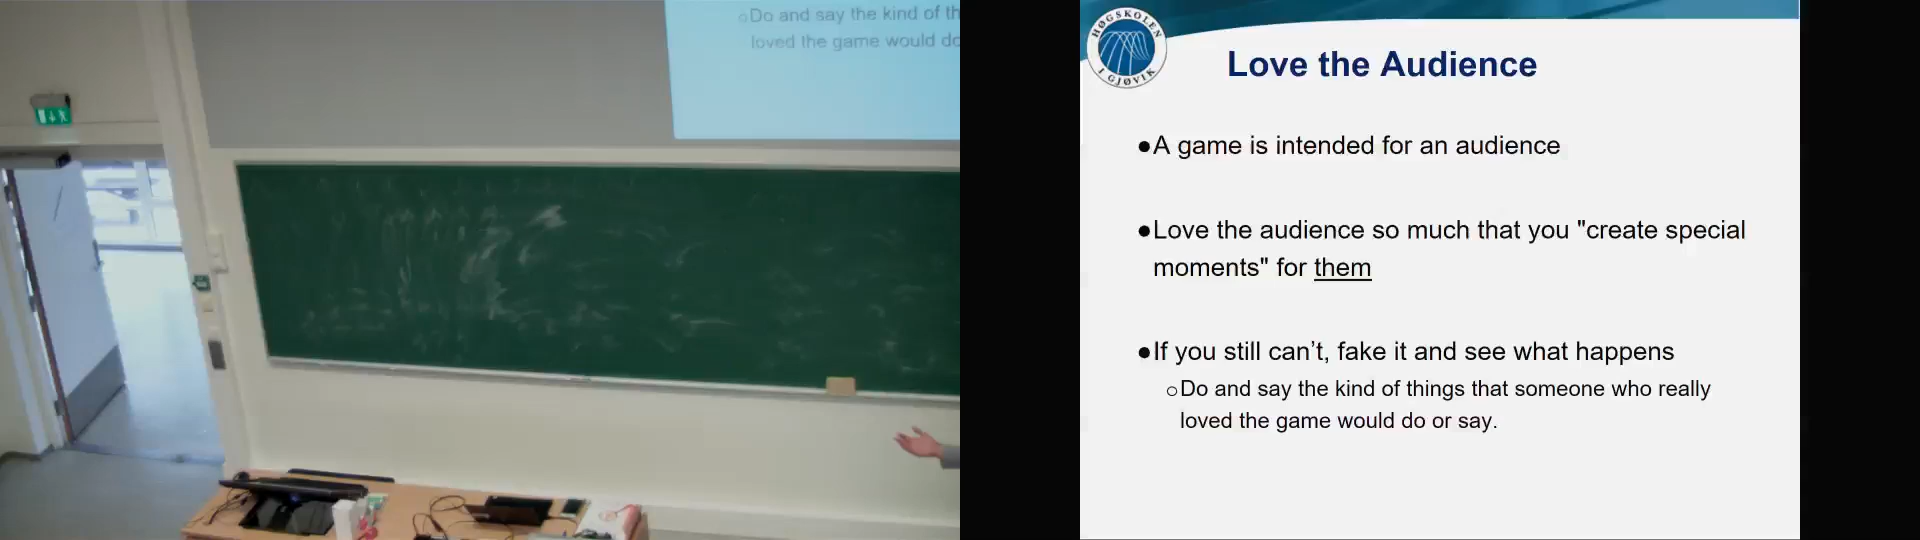 ○Do and say the kind of th
loved the game would do
HØGSKOLEN
I GJØVIK
Love the Audience
●A game is intended for an audience
●Love the audience so much that you "create special
moments" for them
●If you still can’t, fake it and see what happens
○Do and say the kind of things that someone who really
loved the game would do or say.